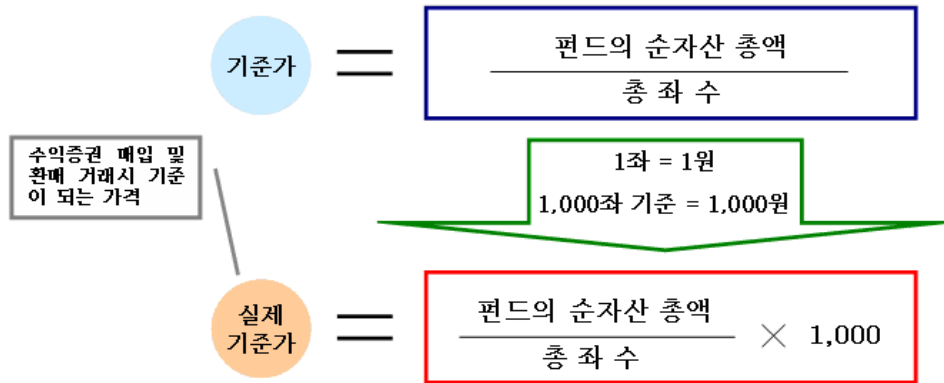 기준가
펀드의 순자산 총액
총 좌 수
수익증권 매입 및
환매 거래시 기준
이 되는 가격
1좌 = 1원
1,000좌 기준 = 1,000원
실제
기준가
펀드의 순자산 총액
총 좌 수
× 1,000